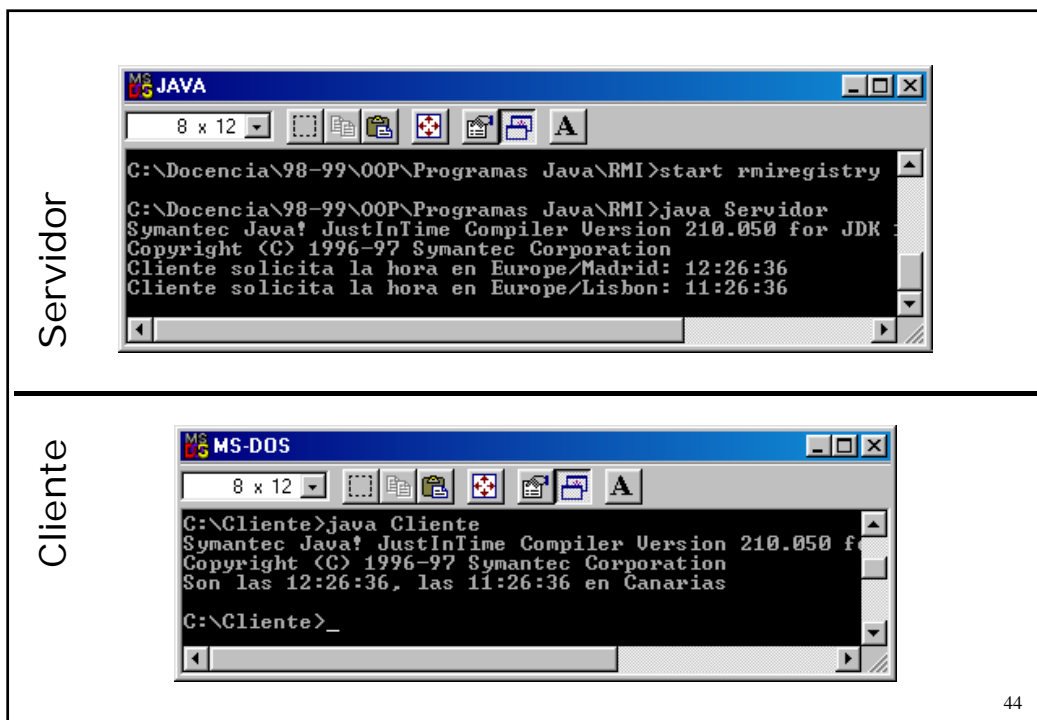 Servidor
JAVA
8 x 12
A
C:\Docencia\98-99\OOP\Programas Java\RMI>start rmiregistry
C:\Docencia\98-99\OOP\Programas Java\RMI>java Servidor
Symantec Java! JustInTime Compiler Version 210.050 for JDK
Copyright (C) 1996-97 Symantec Corporation
Cliente solicita la hora en Europe/Madrid: 12:26:36
Cliente solicita la hora en Europe/Lisbon: 11:26:36
Cliente
MS-DOS
8 x 12
A
C:\Cliente>java Cliente
Symantec Java! JustInTime Compiler Version 210.050 f
Copyright (C) 1996-97 Symantec Corporation
Son las 12:26:36, las 11:26:36 en Canarias
C:\Cliente>_
44